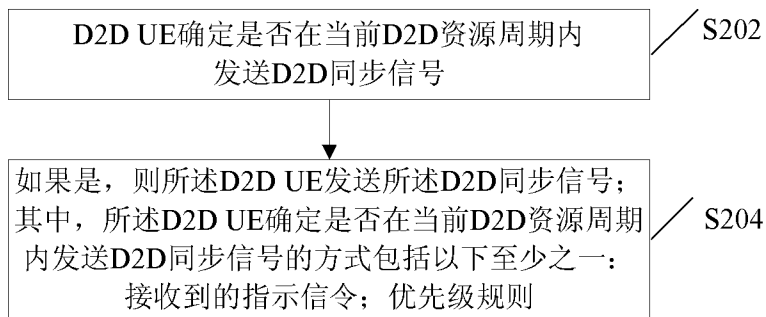 D2D UE确定是否在当前D2D资源周期内
发送D2D同步信号
S202
如果是，则所述D2D UE发送所述D2D同步信号；
其中，所述D2D UE确定是否在当前D2D资源周期
内发送D2D同步信号的方式包括以下至少之一：
接收到的指示信令；优先级规则
S204